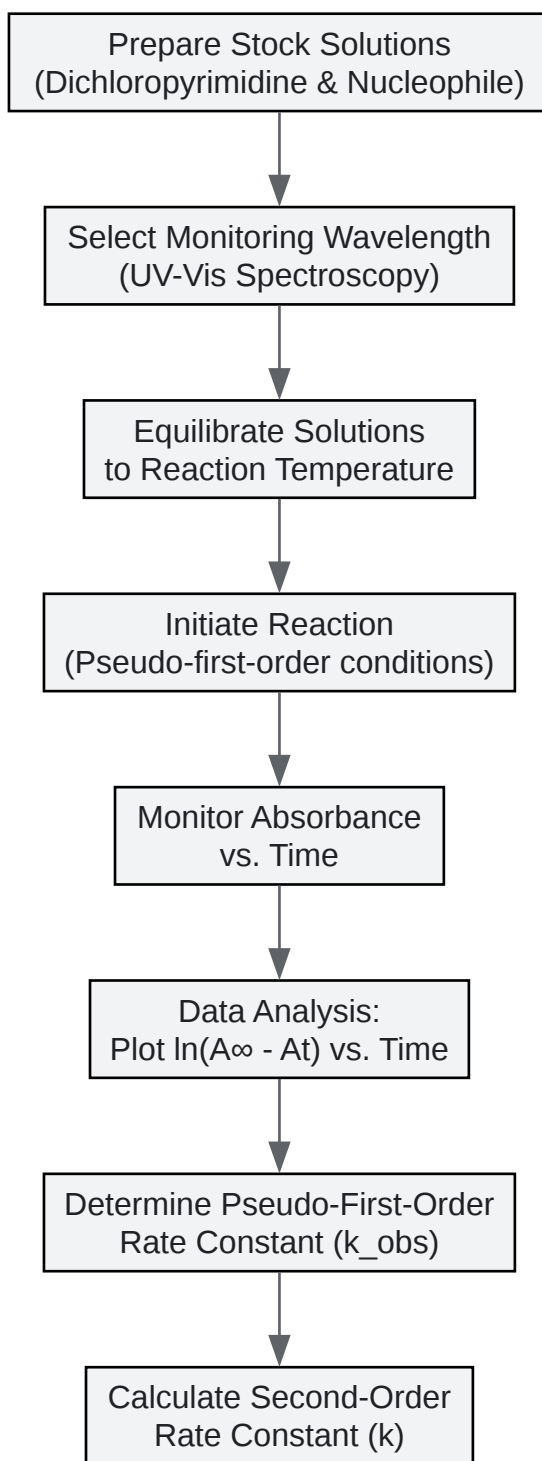 Prepare Stock Solutions
(Dichloropyrimidine & Nucleophile)
Select Monitoring Wavelength
(UV-Vis Spectroscopy)
Equilibrate Solutions
to Reaction Temperature
Initiate Reaction
(Pseudo-first-order conditions)
Monitor Absorbance
vs. Time
Data Analysis:
Plot ln(A∞ - At) vs. Time
Determine Pseudo-First-Order
Rate Constant (k_obs)
Calculate Second-Order
Rate Constant (k)